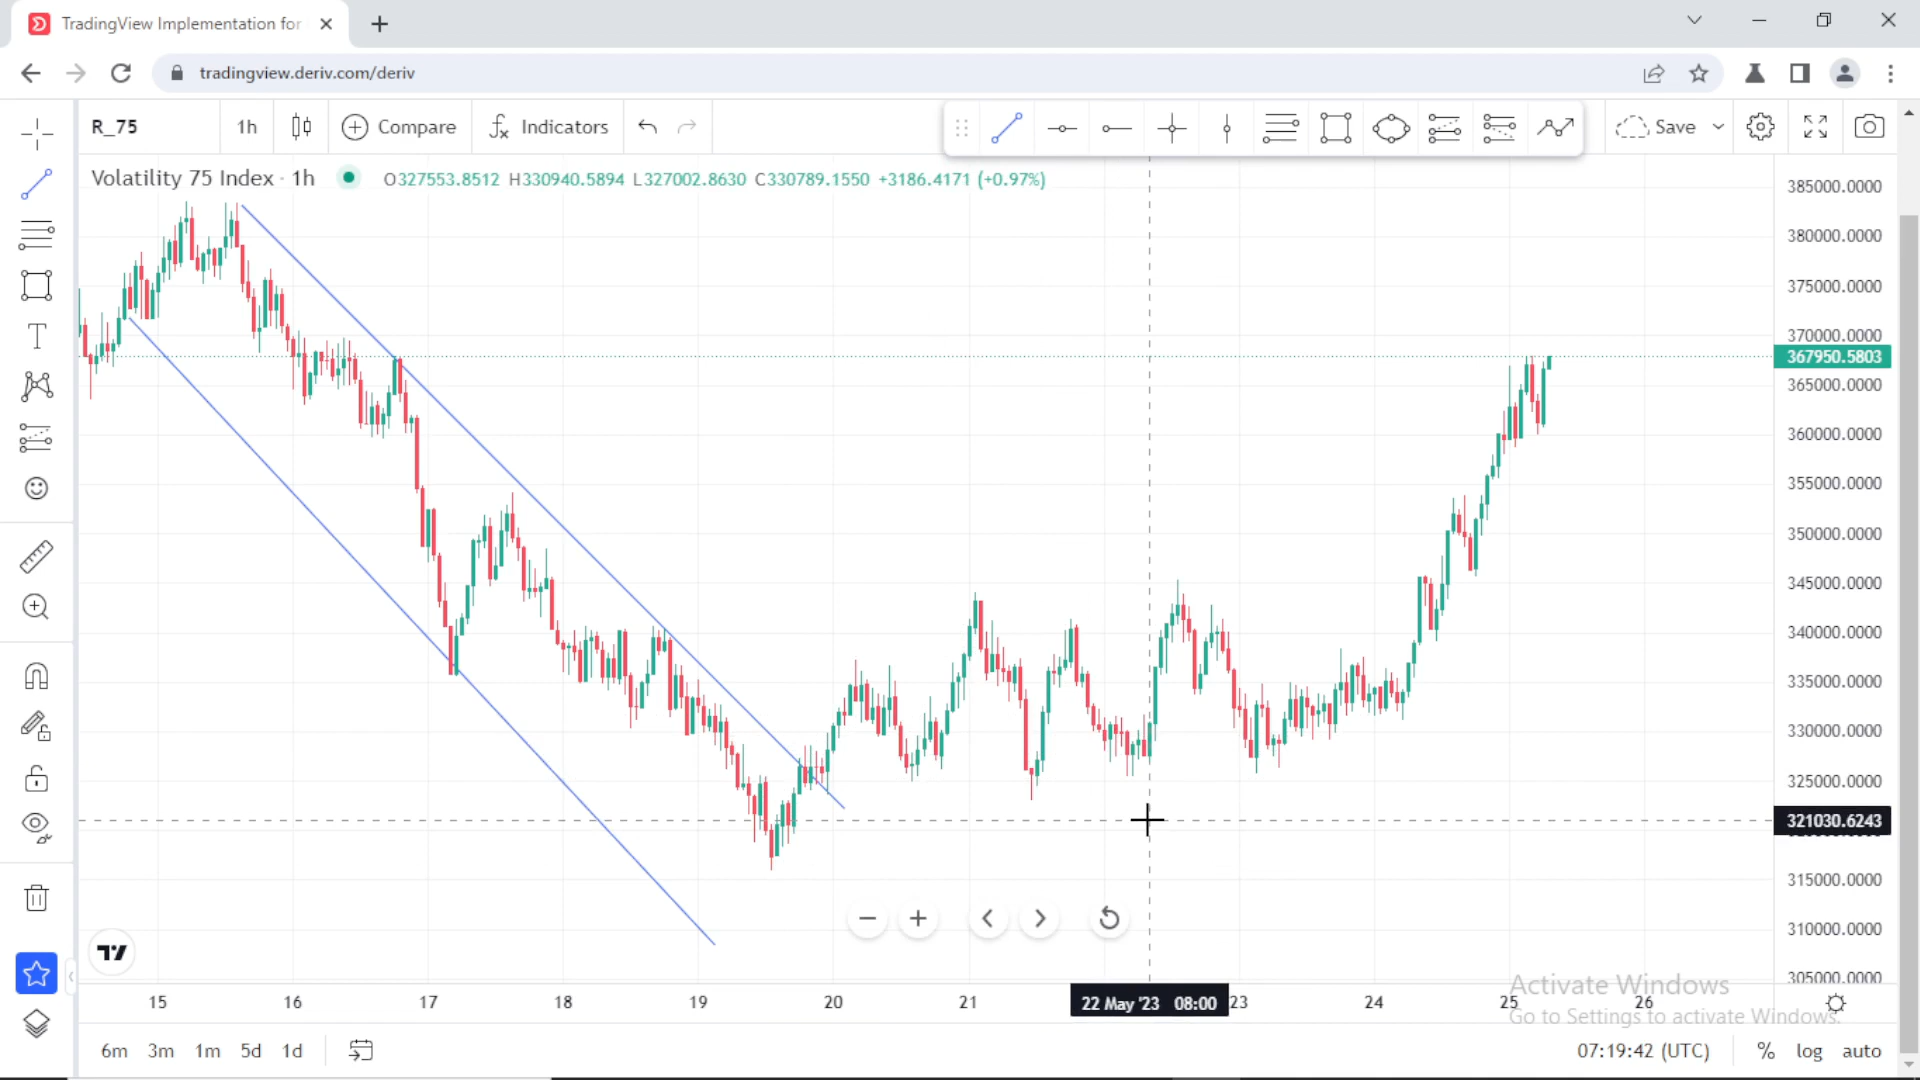 TradingView Implementation for
tradingview.deriv.com/deriv
R_75
1h
Compare
Indicators
Save
Volatility 75 Index · 1h
O327553.8512 H330940.5894 L327002.8630 C330789.1550 +3186.4171 (+0.97%)
385000.0000
380000.0000
375000.0000
370000.0000
367950.5803
365000.0000
360000.0000
355000.0000
350000.0000
345000.0000
340000.0000
335000.0000
330000.0000
325000.0000
321030.6243
315000.0000
310000.0000
305000.0000
15 16 17 18 19 20 21 22 May '23 08:00 23 24 25 26
Activate Windows
Go to Settings to activate Windows.
6m 3m 1m 5d 1d
07:19:42 (UTC) % log auto